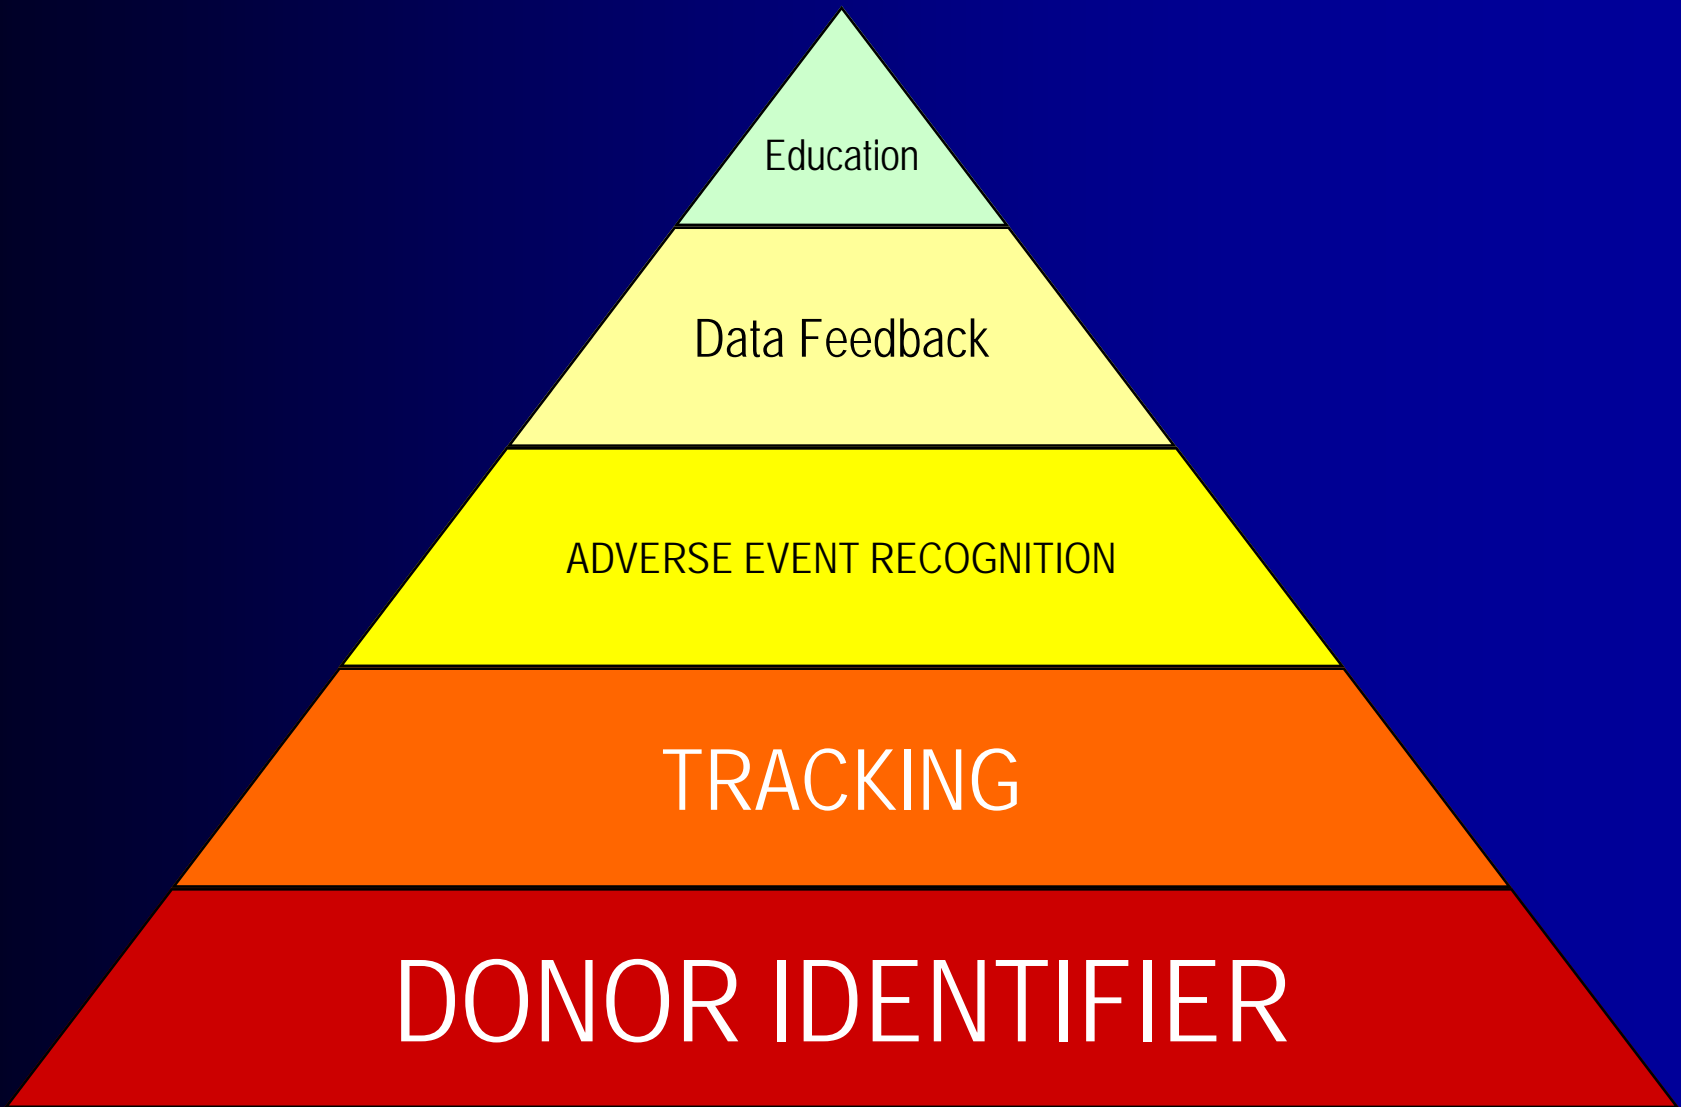 Education
Data Feedback
ADVERSE EVENT RECOGNITION
TRACKING
DONOR IDENTIFIER